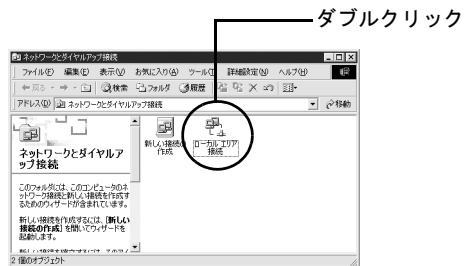 ダブルクリック
ネットワークとダイヤルアップ接続
ファイル(F) 編集(E) 表示(V) お気に入り(A) ツール(T) 詳細設定(N) ヘルプ(H)
戻る 検索 フォルダ 履歴
アドレス(D) ネットワークとダイヤルアップ接続 移動
ネットワークとダイヤルア
ップ接続
このフォルダには、このコンピュータのネ
ットワーク接続と新しい接続を作成す
るためのウィザードが含まれています。
新しい接続を作成するには、[新しい
接続の作成] を開いてウィザードを
起動します。
新しい接続の
作成
ローカル エリア
接続
2 個のオブジェクト